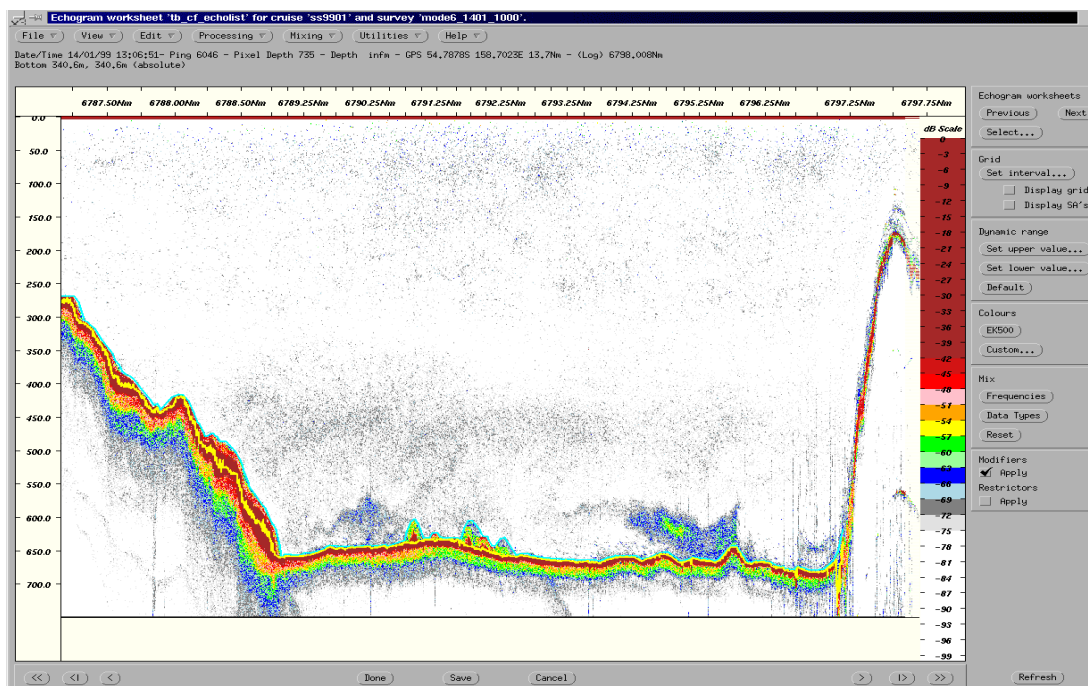 Echogram worksheet 'tb_cf_echolist' for cruise 'ss9901' and survey 'mode6_1401_1000'.
File View Edit Processing Mixing Utilities Help
Date/Time 14/01/99 13:06:51- Ping 6046 - Pixel Depth 735 - Depth infm - GPS 54.7878S 158.7023E 13.7Nm - (Log) 6798.008Nm
Bottom 340.6m, 340.6m (absolute)
6787.50Nm 6788.00Nm 6788.50Nm 6789.25Nm 6790.25Nm 6791.25Nm 6792.25Nm 6793.25Nm 6794.25Nm 6795.25Nm 6796.25Nm 6797.25Nm 6797.75Nm
0.0
50.0
100.0
150.0
200.0
250.0
300.0
350.0
400.0
450.0
500.0
550.0
600.0
650.0
700.0
dB Scale
0
-3
-6
-9
-12
-15
-18
-21
-24
-27
-30
-33
-36
-39
-42
-45
-48
-51
-54
-57
-60
-63
-66
-69
-72
-75
-78
-81
-84
-87
-90
-93
-96
-99
Echogram worksheets
Previous Next
Select...
Grid
Set interval...
Display grid
Display SA's
Dynamic range
Set upper value...
Set lower value...
Default
Colours
EK500
Custom...
Mix
Frequencies
Data Types
Reset
Modifiers
Apply
Restrictors
Apply
<< <| < Done Save Cancel > |> >> Refresh